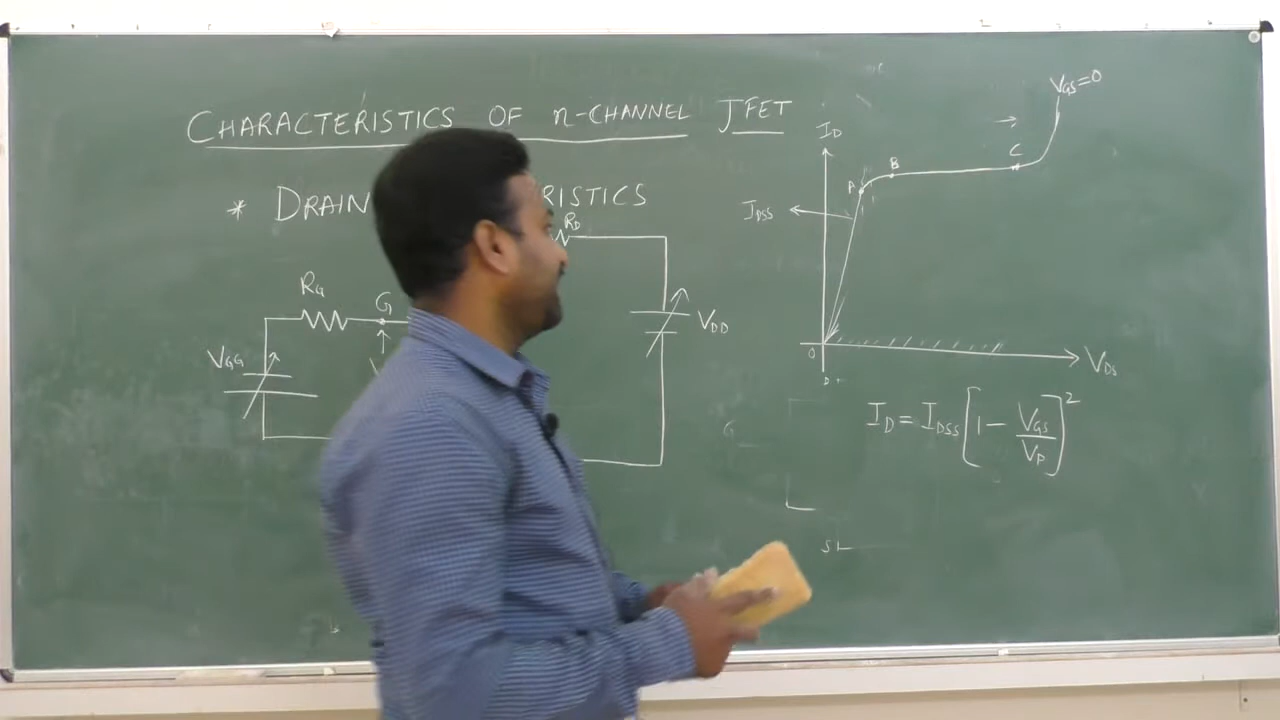 CHARACTERISTICS OF n-CHANNEL JFET
* DRAIN RISTICS
RD
RG
G
VGG
V
VDD
VGS=0
ID
A
B
C
IDSS
O
VDS
ID = IDSS [1 - VGS/VP]²
G
S